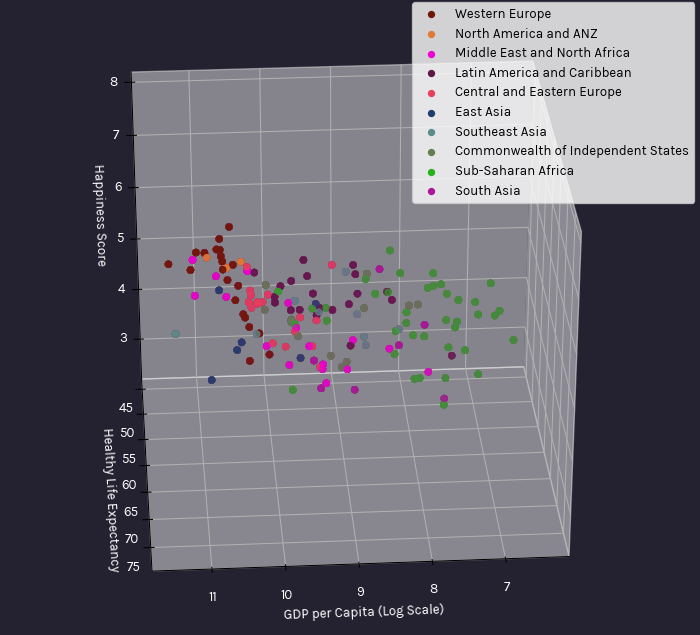 Western Europe
North America and ANZ
Middle East and North Africa
Latin America and Caribbean
Central and Eastern Europe
East Asia
Southeast Asia
Commonwealth of Independent States
Sub-Saharan Africa
South Asia
8
7
6
5
4
3
Happiness Score
45
50
55
60
65
70
75
Healthy Life Expectancy
11 10 9 8 7
GDP per Capita (Log Scale)